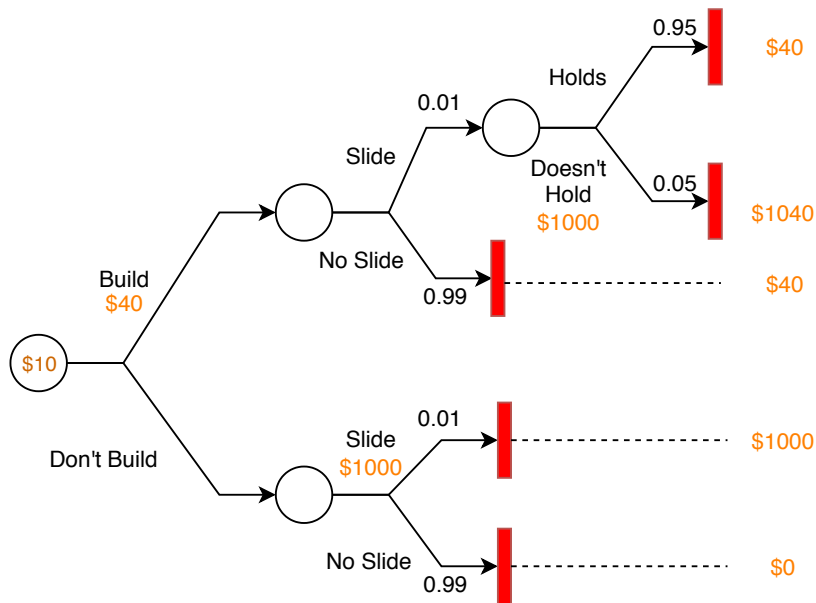 0.95
$40
Holds
0.01
Slide
Doesn't
Hold
$1000
0.05
$1040
No Slide
0.99
$40
Build
$40
$10
Don't Build
0.01
Slide
$1000
$1000
No Slide
0.99
$0